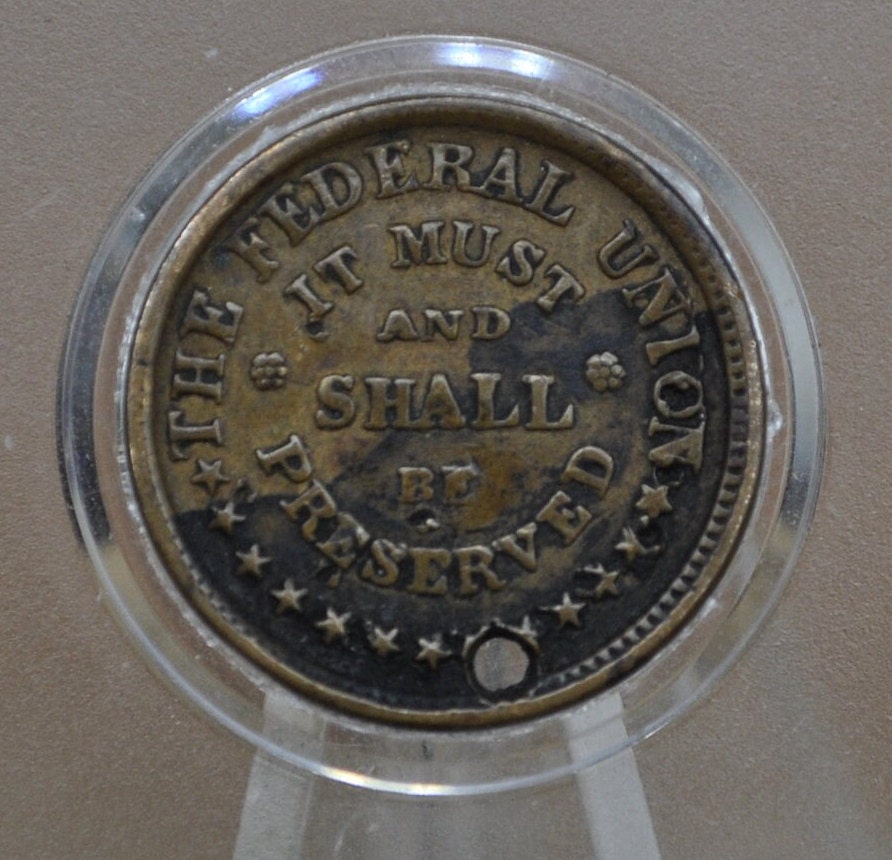 THE FEDERAL UNION
IT MUST
AND
SHALL
BE
PRESERVED